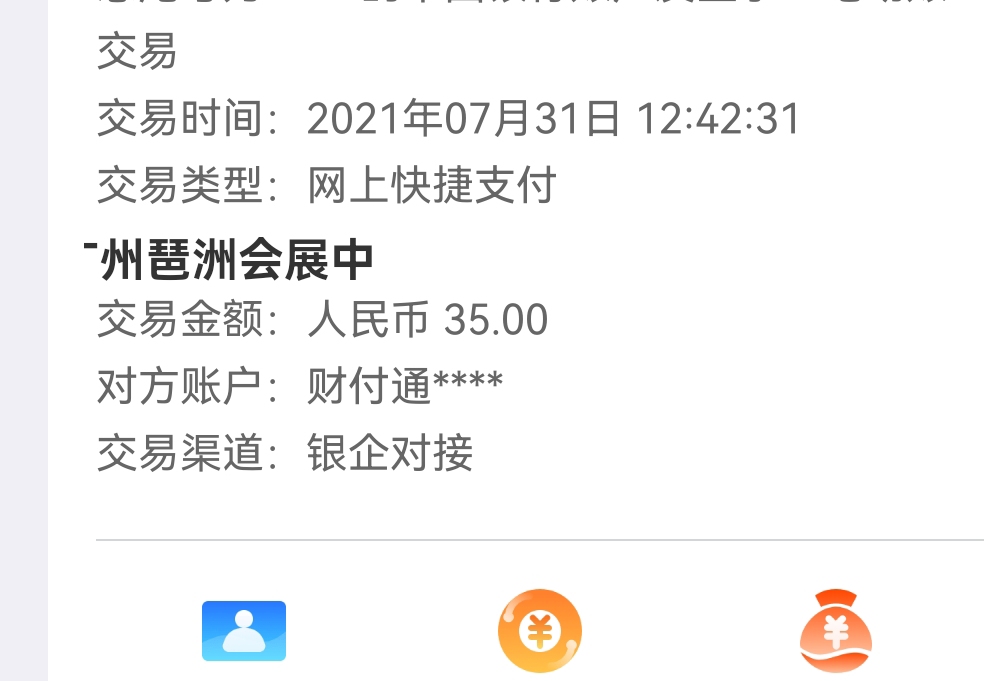 交易
交易时间：2021年07月31日 12:42:31
交易类型：网上快捷支付
州琶洲会展中
交易金额：人民币 35.00
对方账户：财付通****
交易渠道：银企对接
¥
¥